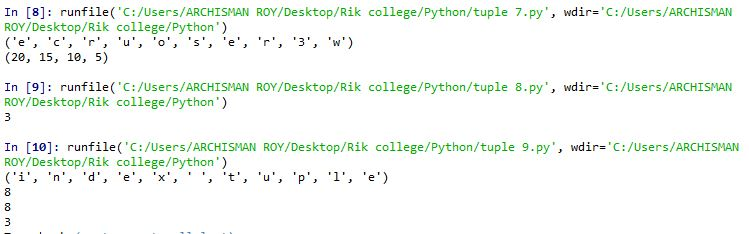 In [8]: runfile('C:/Users/ARCHISMAN ROY/Desktop/Rik college/Python/tuple 7.py', wdir='C:/Users/ARCHISMAN
ROY/Desktop/Rik college/Python')
('e', 'c', 'r', 'u', 'o', 's', 'e', 'r', '3', 'w')
(20, 15, 10, 5)
In [9]: runfile('C:/Users/ARCHISMAN ROY/Desktop/Rik college/Python/tuple 8.py', wdir='C:/Users/ARCHISMAN
ROY/Desktop/Rik college/Python')
3
In [10]: runfile('C:/Users/ARCHISMAN ROY/Desktop/Rik college/Python/tuple 9.py', wdir='C:/Users/ARCHISMAN
ROY/Desktop/Rik college/Python')
('i', 'n', 'd', 'e', 'x', ' ', 't', 'u', 'p', 'l', 'e')
8
8
3